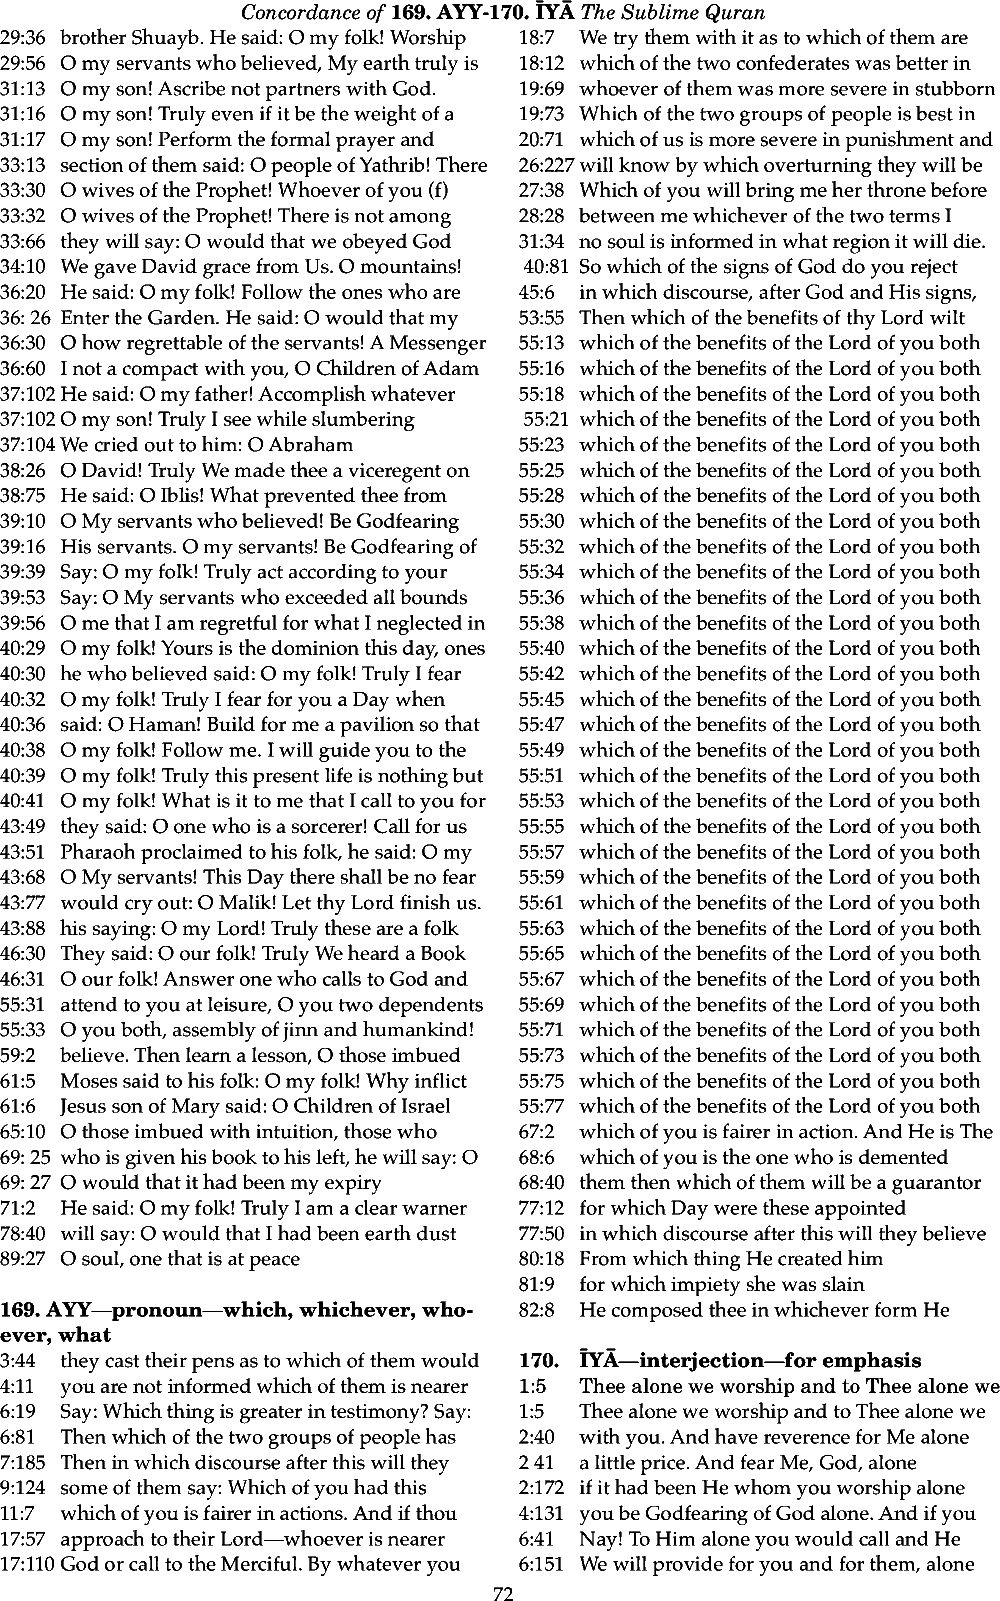 Concordance of 169. AYY-170. ĪYĀ The Sublime Quran
29:36 brother Shuayb. He said: O my folk! Worship
29:56 O my servants who believed, My earth truly is
31:13 O my son! Ascribe not partners with God.
31:16 O my son! Truly even if it be the weight of a
31:17 O my son! Perform the formal prayer and
33:13 section of them said: O people of Yathrib! There
33:30 O wives of the Prophet! Whoever of you (f)
33:32 O wives of the Prophet! There is not among
33:66 they will say: O would that we obeyed God
34:10 We gave David grace from Us. O mountains!
36:20 He said: O my folk! Follow the ones who are
36: 26 Enter the Garden. He said: O would that my
36:30 O how regrettable of the servants! A Messenger
36:60 I not a compact with you, O Children of Adam
37:102 He said: O my father! Accomplish whatever
37:102 O my son! Truly I see while slumbering
37:104 We cried out to him: O Abraham
38:26 O David! Truly We made thee a viceregent on
38:75 He said: O Iblis! What prevented thee from
39:10 O My servants who believed! Be Godfearing
39:16 His servants. O my servants! Be Godfearing of
39:39 Say: O my folk! Truly act according to your
39:53 Say: O My servants who exceeded all bounds
39:56 O me that I am regretful for what I neglected in
40:29 O my folk! Yours is the dominion this day, ones
40:30 he who believed said: O my folk! Truly I fear
40:32 O my folk! Truly I fear for you a Day when
40:36 said: O Haman! Build for me a pavilion so that
40:38 O my folk! Follow me. I will guide you to the
40:39 O my folk! Truly this present life is nothing but
40:41 O my folk! What is it to me that I call to you for
43:49 they said: O one who is a sorcerer! Call for us
43:51 Pharaoh proclaimed to his folk, he said: O my
43:68 O My servants! This Day there shall be no fear
43:77 would cry out: O Malik! Let thy Lord finish us.
43:88 his saying: O my Lord! Truly these are a folk
46:30 They said: O our folk! Truly We heard a Book
46:31 O our folk! Answer one who calls to God and
55:31 attend to you at leisure, O you two dependents
55:33 O you both, assembly of jinn and humankind!
59:2 believe. Then learn a lesson, O those imbued
61:5 Moses said to his folk: O my folk! Why inflict
61:6 Jesus son of Mary said: O Children of Israel
65:10 O those imbued with intuition, those who
69: 25 who is given his book to his left, he will say: O
69: 27 O would that it had been my expiry
71:2 He said: O my folk! Truly I am a clear warner
78:40 will say: O would that I had been earth dust
89:27 O soul, one that is at peace
169. AYY—pronoun—which, whichever, who-
ever, what
3:44 they cast their pens as to which of them would
4:11 you are not informed which of them is nearer
6:19 Say: Which thing is greater in testimony? Say:
6:81 Then which of the two groups of people has
7:185 Then in which discourse after this will they
9:124 some of them say: Which of you had this
11:7 which of you is fairer in actions. And if thou
17:57 approach to their Lord—whoever is nearer
17:110 God or call to the Merciful. By whatever you
18:7 We try them with it as to which of them are
18:12 which of the two confederates was better in
19:69 whoever of them was more severe in stubborn
19:73 Which of the two groups of people is best in
20:71 which of us is more severe in punishment and
26:227 will know by which overturning they will be
27:38 Which of you will bring me her throne before
28:28 between me whichever of the two terms I
31:34 no soul is informed in what region it will die.
40:81 So which of the signs of God do you reject
45:6 in which discourse, after God and His signs,
53:55 Then which of the benefits of thy Lord wilt
55:13 which of the benefits of the Lord of you both
55:16 which of the benefits of the Lord of you both
55:18 which of the benefits of the Lord of you both
55:21 which of the benefits of the Lord of you both
55:23 which of the benefits of the Lord of you both
55:25 which of the benefits of the Lord of you both
55:28 which of the benefits of the Lord of you both
55:30 which of the benefits of the Lord of you both
55:32 which of the benefits of the Lord of you both
55:34 which of the benefits of the Lord of you both
55:36 which of the benefits of the Lord of you both
55:38 which of the benefits of the Lord of you both
55:40 which of the benefits of the Lord of you both
55:42 which of the benefits of the Lord of you both
55:45 which of the benefits of the Lord of you both
55:47 which of the benefits of the Lord of you both
55:49 which of the benefits of the Lord of you both
55:51 which of the benefits of the Lord of you both
55:53 which of the benefits of the Lord of you both
55:55 which of the benefits of the Lord of you both
55:57 which of the benefits of the Lord of you both
55:59 which of the benefits of the Lord of you both
55:61 which of the benefits of the Lord of you both
55:63 which of the benefits of the Lord of you both
55:65 which of the benefits of the Lord of you both
55:67 which of the benefits of the Lord of you both
55:69 which of the benefits of the Lord of you both
55:71 which of the benefits of the Lord of you both
55:73 which of the benefits of the Lord of you both
55:75 which of the benefits of the Lord of you both
55:77 which of the benefits of the Lord of you both
67:2 which of you is fairer in action. And He is The
68:6 which of you is the one who is demented
68:40 them then which of them will be a guarantor
77:12 for which Day were these appointed
77:50 in which discourse after this will they believe
80:18 From which thing He created him
81:9 for which impiety she was slain
82:8 He composed thee in whichever form He
170. ĪYĀ—interjection—for emphasis
1:5 Thee alone we worship and to Thee alone we
1:5 Thee alone we worship and to Thee alone we
2:40 with you. And have reverence for Me alone
2 41 a little price. And fear Me, God, alone
2:172 if it had been He whom you worship alone
4:131 you be Godfearing of God alone. And if you
6:41 Nay! To Him alone you would call and He
6:151 We will provide for you and for them, alone
72